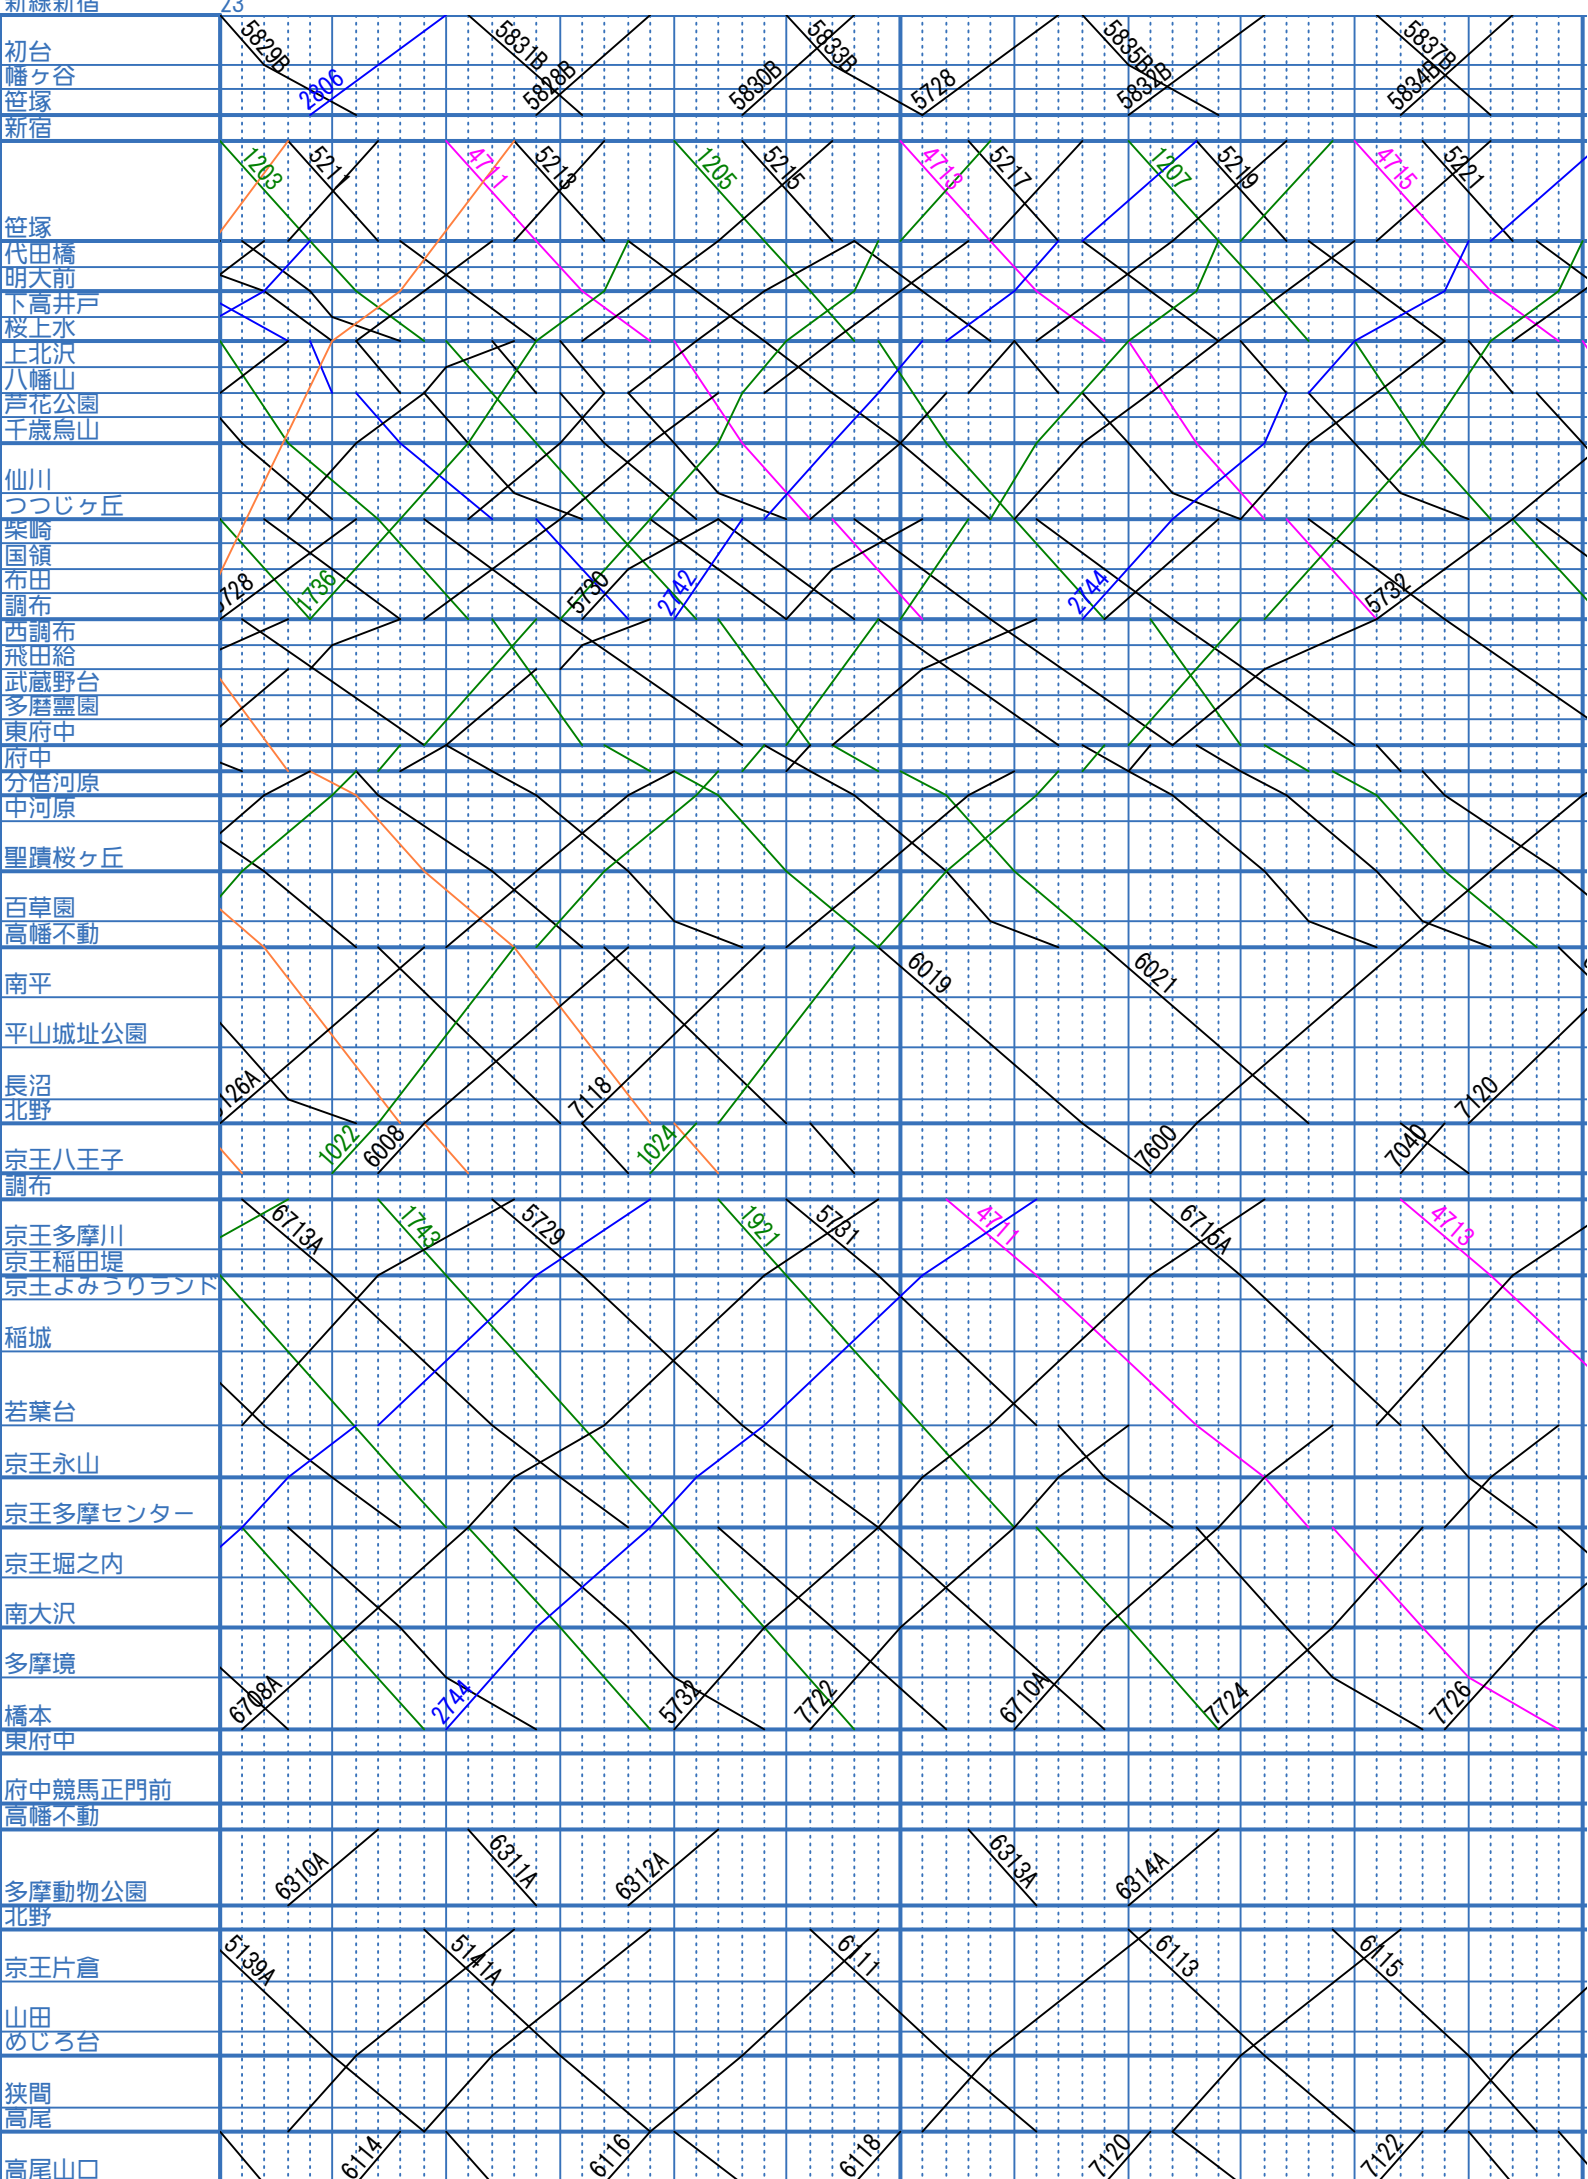 新線新宿 23
初台 5829B 5831B 5833B 5835B 5837B
幡ヶ谷 2806 5828B 5830B 5728 5832B 5834B
笹塚
新宿
1203 5211 4711 5213 1205 5215 4713 5217 1207 5219 4715 5221
笹塚
代田橋
明大前
下高井戸
桜上水
上北沢
八幡山
芦花公園
千歳烏山
仙川
つつじヶ丘
柴崎
国領
布田 5728 1736 5730 2742 2744 5732
調布
西調布
飛田給
武蔵野台
多磨霊園
東府中
府中
分倍河原
中河原
聖蹟桜ヶ丘
百草園
高幡不動
南平 6019 6021
平山城址公園
長沼 126A 7118 7120
北野
京王八王子 1022 6008 1024 7600 7040
調布
京王多摩川 6713A 1743 5729 1921 5731 4711 6715A 4713
京王稲田堤
京王よみうりランド
稲城
若葉台
京王永山
京王多摩センター
京王堀之内
南大沢
多摩境
橋本 6708A 2744 5732 7722 6710A 7724 7726
東府中
府中競馬正門前
高幡不動
6310A 6311A 6312A 6313A 6314A
多摩動物公園
北野
京王片倉 5139A 5141A 6111 6113 6115
山田
めじろ台
狭間
高尾
高尾山口 6114 6116 6118 7120 7122